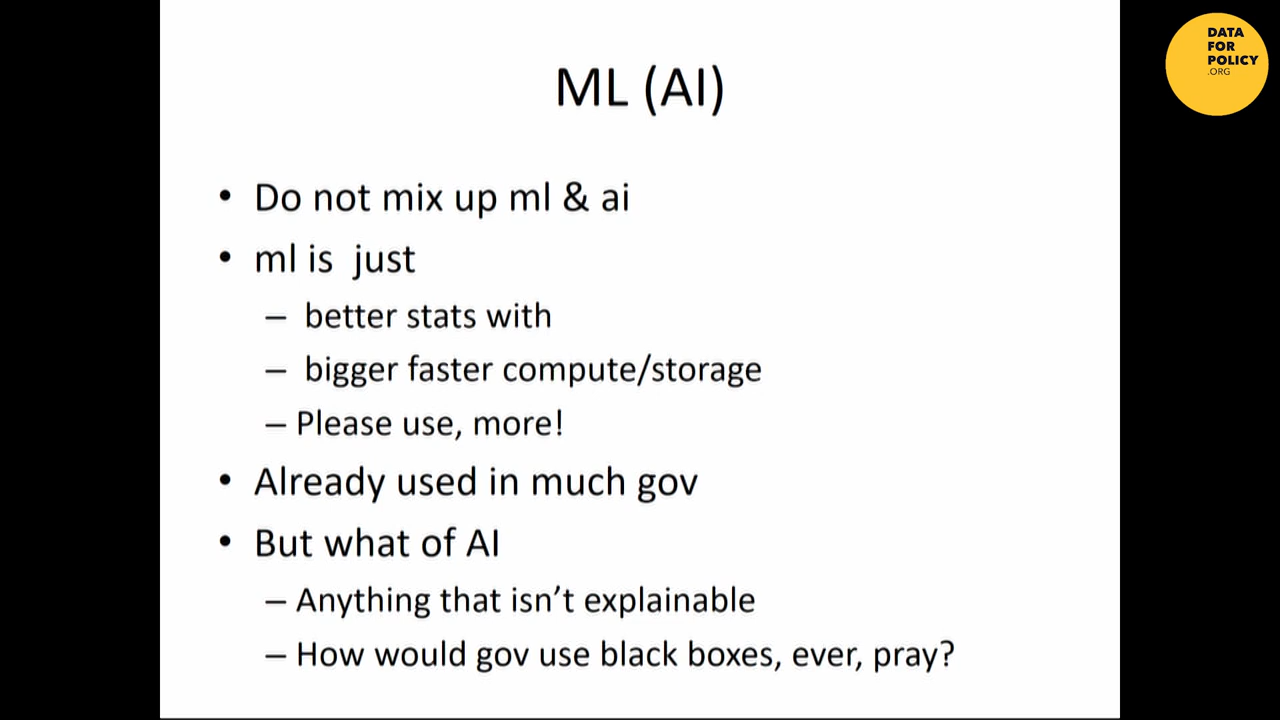 ML (AI)
• Do not mix up ml & ai
• ml is  just
–  better stats with
–  bigger faster compute/storage
– Please use, more!
• Already used in much gov
• But what of AI
– Anything that isn’t explainable
– How would gov use black boxes, ever, pray?
DATA
FOR
POLICY
.ORG